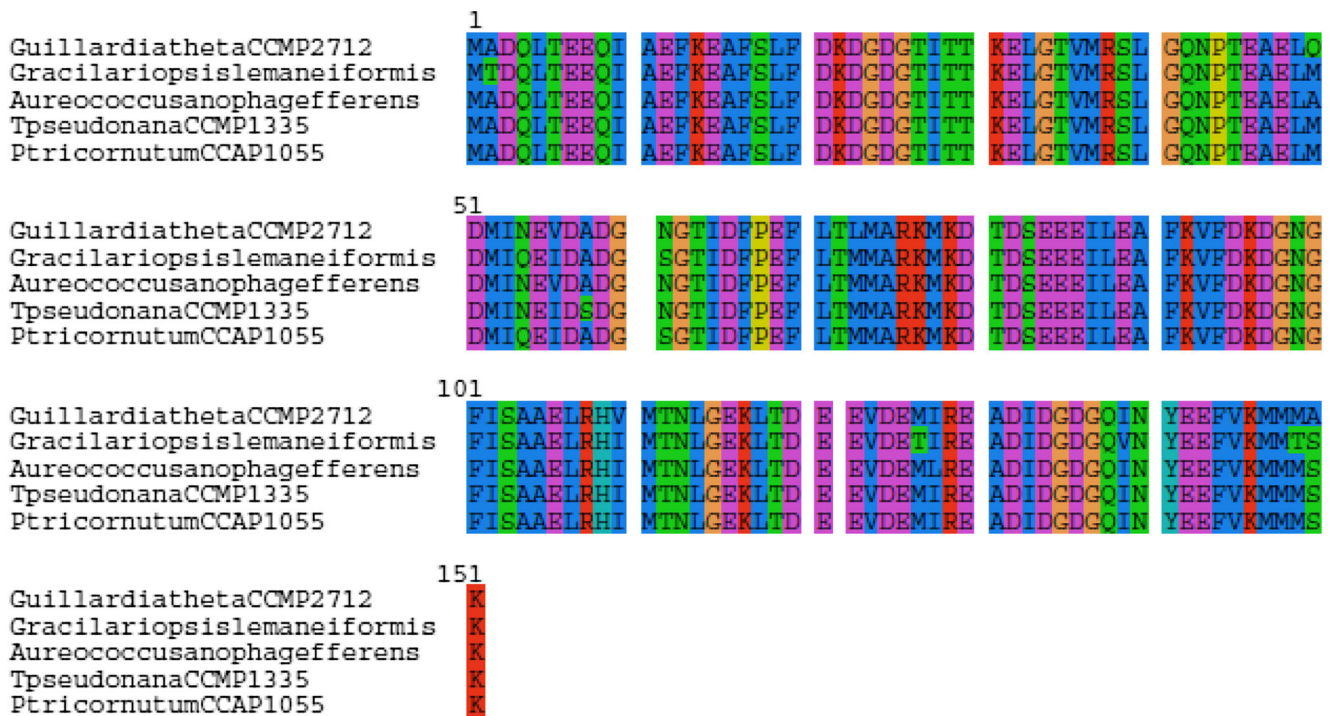 1
GuillardiathetaCCMP2712 MADQLTEEQI AEFKEAFSLF DKDGDGTITT KELGTVMRSL GQNPTEAELQ
Gracilariopsislemaneiformis MTDQLTEEQI AEFKEAFSLF DKDGDGTITT KELGTVMRSL GQNPTEAELM
Aureococcusanophagefferens MADQLTEEQI AEFKEAFSLF DKDGDGTITT KELGTVMRSL GQNPTEAELA
TpseudonanaCCMP1335 MADQLTEEQI AEFKEAFSLF DKDGDGTITT KELGTVMRSL GQNPTEAELM
PtricornutumCCAP1055 MADQLTEEQI AEFKEAFSLF DKDGDGTITT KELGTVMRSL GQNPTEAELM
51
GuillardiathetaCCMP2712 DMINEVDADG NGTIDFPEF LTLMARKMKD TDSEEEILEA FKVFDKDGNG
Gracilariopsislemaneiformis DMIQEIDADG SGTIDFPEF LTMMARKMKD TDSEEEILEA FKVFDKDGNG
Aureococcusanophagefferens DMINEVDADG NGTIDFPEF LTMMARKMKD TDSEEEILEA FKVFDKDGNG
TpseudonanaCCMP1335 DMINEIDSDG NGTIDFPEF LTMMARKMKD TDSEEEILEA FKVFDKDGNG
PtricornutumCCAP1055 DMIQEIDADG SGTIDFPEF LTMMARKMKD TDSEEEILEA FKVFDKDGNG
101
GuillardiathetaCCMP2712 FISAAELRHV MTNLGEKLTD E EVDEMIRE ADIDGDGQIN YEEFVKMMMA
Gracilariopsislemaneiformis FISAAELRHI MTNLGEKLTD E EVDETIRE ADIDGDGQVN YEEFVKMMTS
Aureococcusanophagefferens FISAAELRHI MTNLGEKLTD E EVDEMLRE ADIDGDGQIN YEEFVKMMMS
TpseudonanaCCMP1335 FISAAELRHI MTNLGEKLTD E EVDEMIRE ADIDGDGQIN YEEFVKMMMS
PtricornutumCCAP1055 FISAAELRHI MTNLGEKLTD E EVDEMIRE ADIDGDGQIN YEEFVKMMMS
151
GuillardiathetaCCMP2712 K
Gracilariopsislemaneiformis K
Aureococcusanophagefferens K
TpseudonanaCCMP1335 K
PtricornutumCCAP1055 K